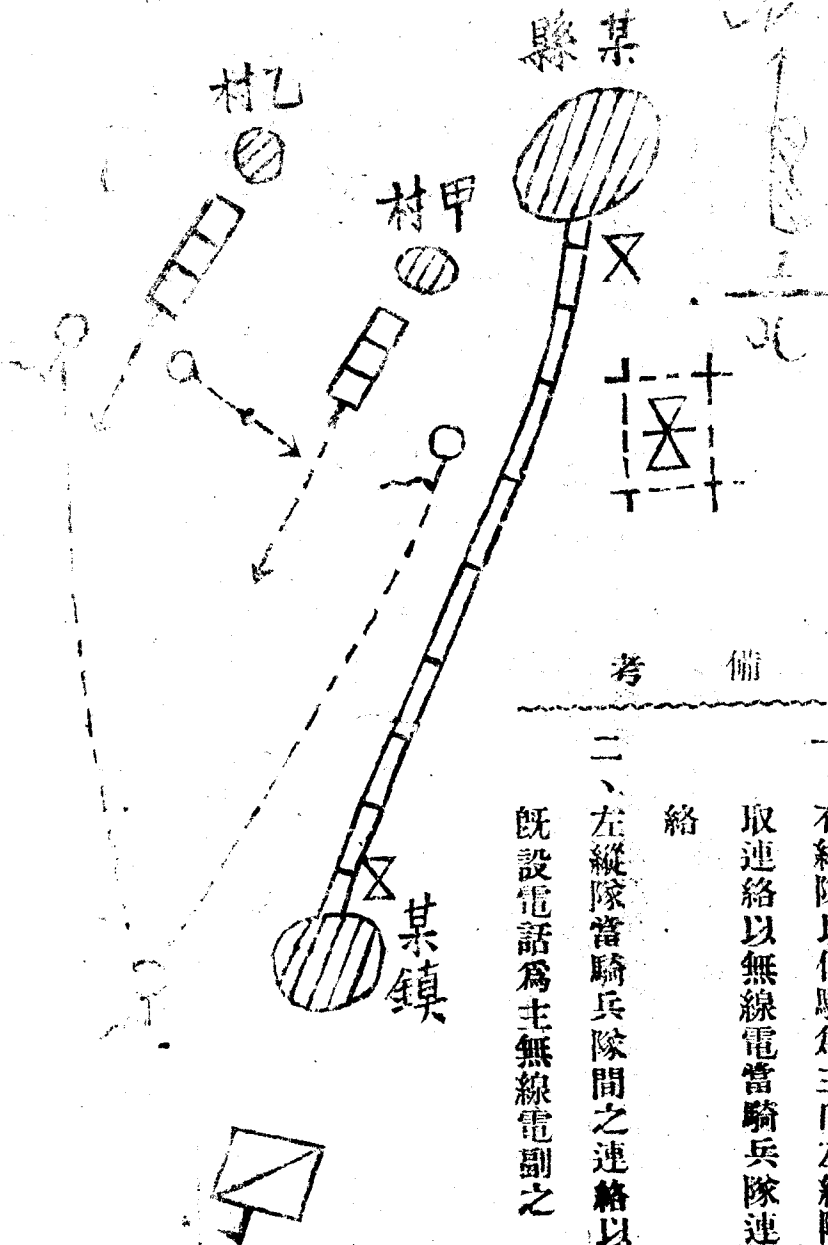 某縣
乙村
甲村
某鎮
備考
取連絡以無線電當騎兵隊連
絡
二、左縱隊當騎兵隊間之連絡以
既設電話爲主無線電副之